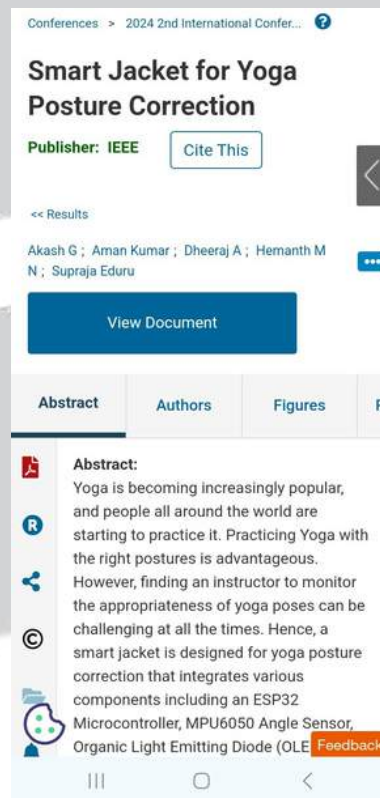 Conferences > 2024 2nd International Confer... ?
Smart Jacket for Yoga
Posture Correction
Publisher: IEEE
Cite This
<< Results
Akash G ; Aman Kumar ; Dheeraj A ; Hemanth M
N ; Supraja Eduru
View Document
Abstract Authors Figures
Abstract:
Yoga is becoming increasingly popular,
and people all around the world are
starting to practice it. Practicing Yoga with
the right postures is advantageous.
However, finding an instructor to monitor
the appropriateness of yoga poses can be
challenging at all the times. Hence, a
smart jacket is designed for yoga posture
correction that integrates various
components including an ESP32
Microcontroller, MPU6050 Angle Sensor,
Organic Light Emitting Diode (OLE
Feedback